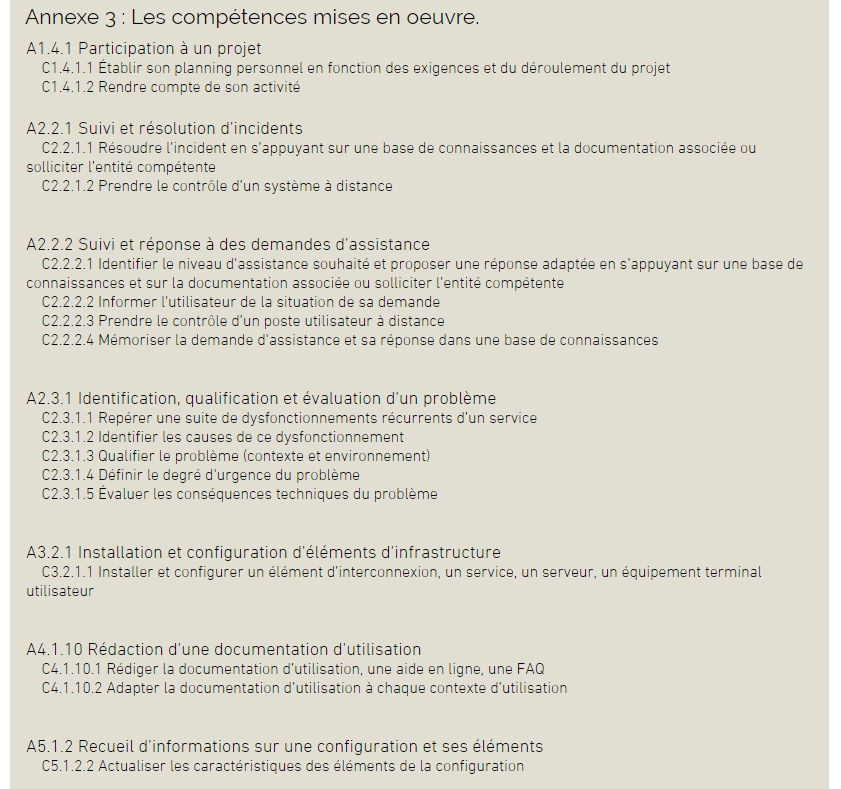 Annexe 3 : Les compétences mises en oeuvre.
A1.4.1 Participation à un projet
C1.4.1.1 Établir son planning personnel en fonction des exigences et du déroulement du projet
C1.4.1.2 Rendre compte de son activité
A2.2.1 Suivi et résolution d'incidents
C2.2.1.1 Résoudre l'incident en s'appuyant sur une base de connaissances et la documentation associée ou
solliciter l'entité compétente
C2.2.1.2 Prendre le contrôle d'un système à distance
A2.2.2 Suivi et réponse à des demandes d'assistance
C2.2.2.1 Identifier le niveau d'assistance souhaité et proposer une réponse adaptée en s'appuyant sur une base de
connaissances et sur la documentation associée ou solliciter l'entité compétente
C2.2.2.2 Informer l'utilisateur de la situation de sa demande
C2.2.2.3 Prendre le contrôle d'un poste utilisateur à distance
C2.2.2.4 Mémoriser la demande d'assistance et sa réponse dans une base de connaissances
A2.3.1 Identification, qualification et évaluation d'un problème
C2.3.1.1 Repérer une suite de dysfonctionnements récurrents d'un service
C2.3.1.2 Identifier les causes de ce dysfonctionnement
C2.3.1.3 Qualifier le problème (contexte et environnement)
C2.3.1.4 Définir le degré d'urgence du problème
C2.3.1.5 Évaluer les conséquences techniques du problème
A3.2.1 Installation et configuration d'éléments d'infrastructure
C3.2.1.1 Installer et configurer un élément d'interconnexion, un service, un serveur, un équipement terminal
utilisateur
A4.1.10 Rédaction d'une documentation d'utilisation
C4.1.10.1 Rédiger la documentation d'utilisation, une aide en ligne, une FAQ
C4.1.10.2 Adapter la documentation d'utilisation à chaque contexte d'utilisation
A5.1.2 Recueil d'informations sur une configuration et ses éléments
C5.1.2.2 Actualiser les caractéristiques des éléments de la configuration